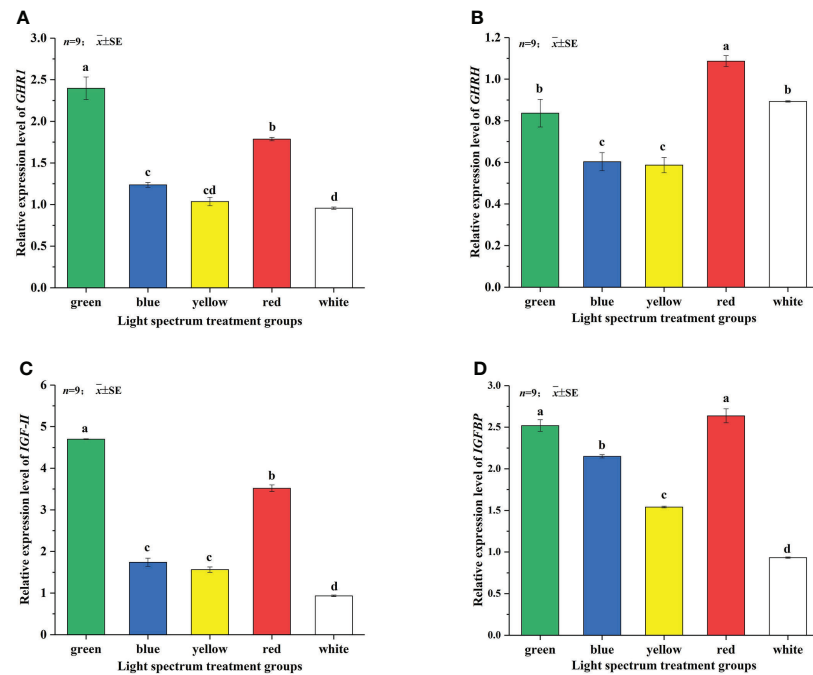 A
n=9; x̄±SE
Relative expression level of GHR1
3.0
2.5
2.0
1.5
1.0
0.5
0.0
a
c
cd
b
d
green blue yellow red white
Light spectrum treatment groups
B
n=9; x̄±SE
Relative expression level of GHRH
1.2
1.0
0.8
0.6
0.4
0.2
0.0
b
c
c
a
b
green blue yellow red white
Light spectrum treatment groups
C
n=9; x̄±SE
Relative expression level of IGF-II
6
5
4
3
2
1
0
a
c
c
b
d
green blue yellow red white
Light spectrum treatment groups
D
n=9; x̄±SE
Relative expression level of IGFBP
3.0
2.5
2.0
1.5
1.0
0.5
0.0
a
b
c
a
d
green blue yellow red white
Light spectrum treatment groups